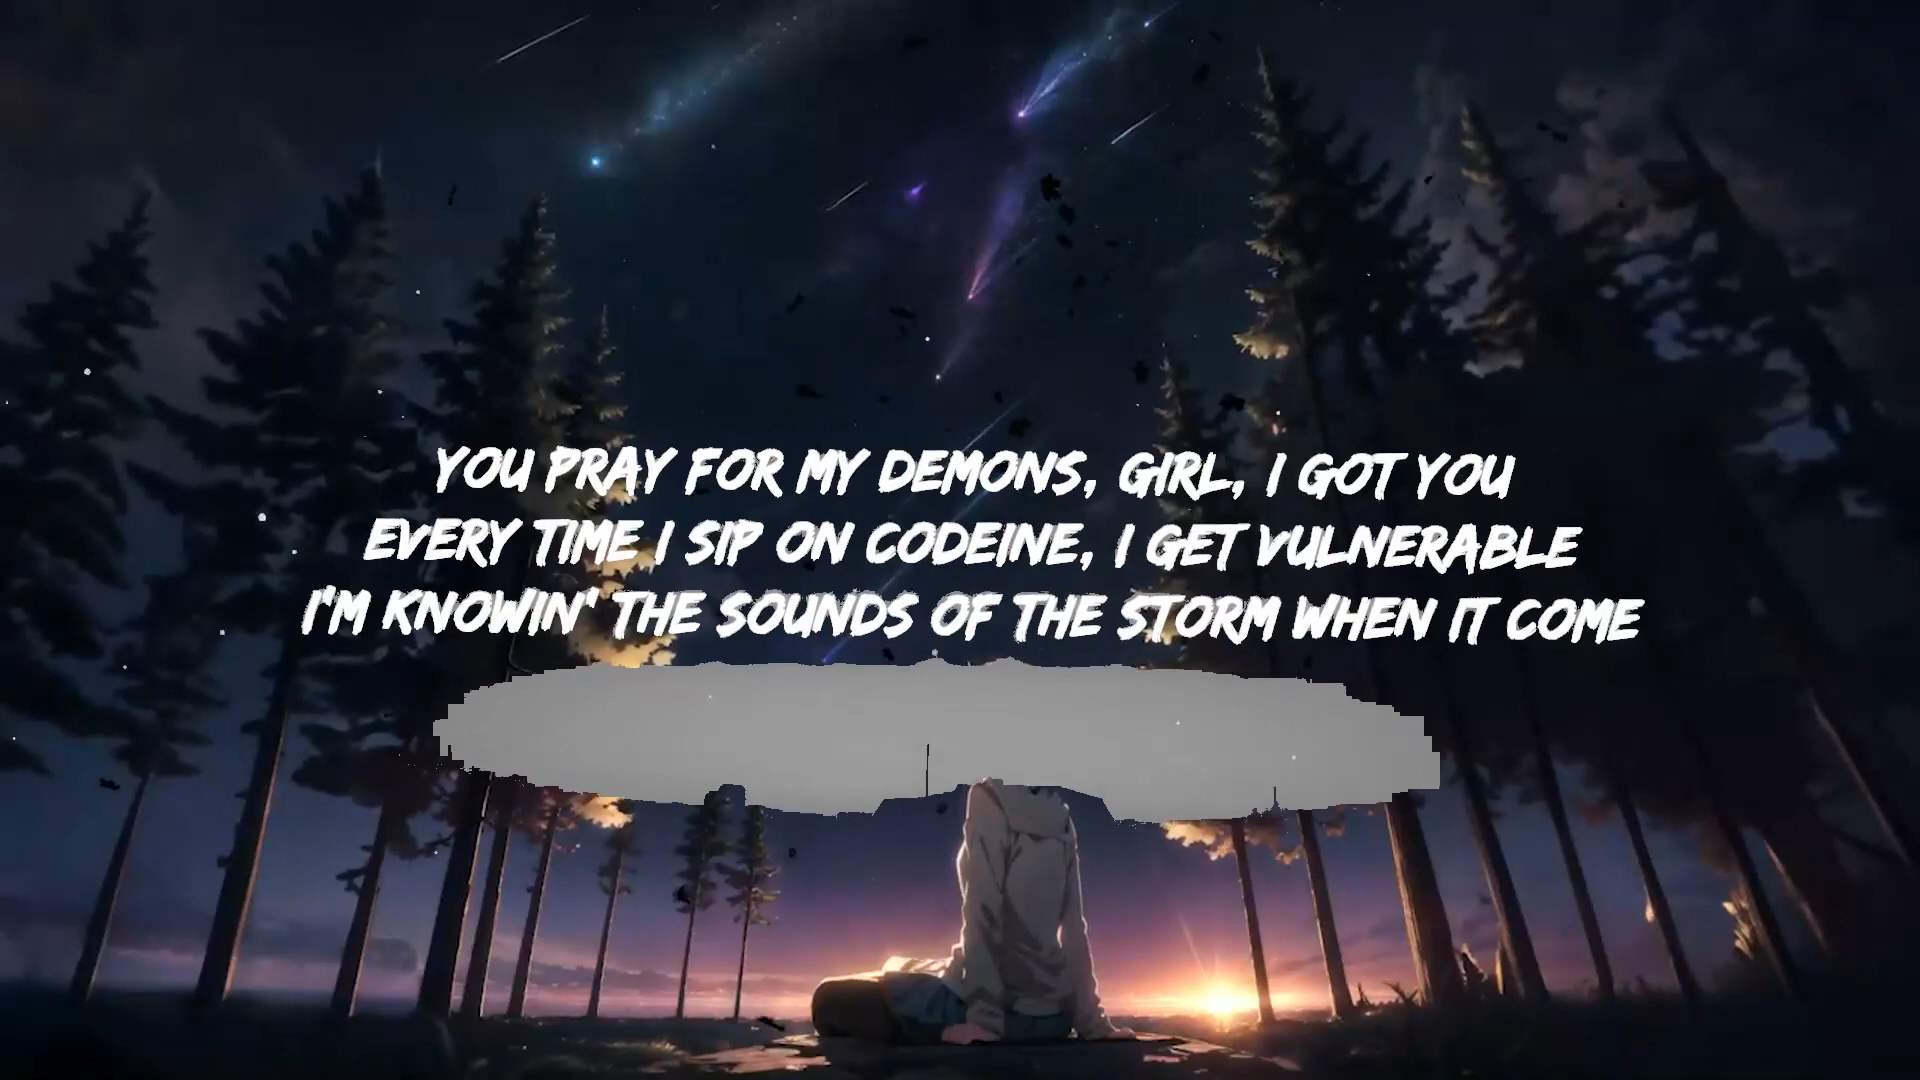 YOU PRAY FOR MY DEMONS, GIRL, I GOT YOU
EVERY TIME I SIP ON CODEINE, I GET VULNERABLE
I'M KNOWIN' THE SOUNDS OF THE STORM WHEN IT COME